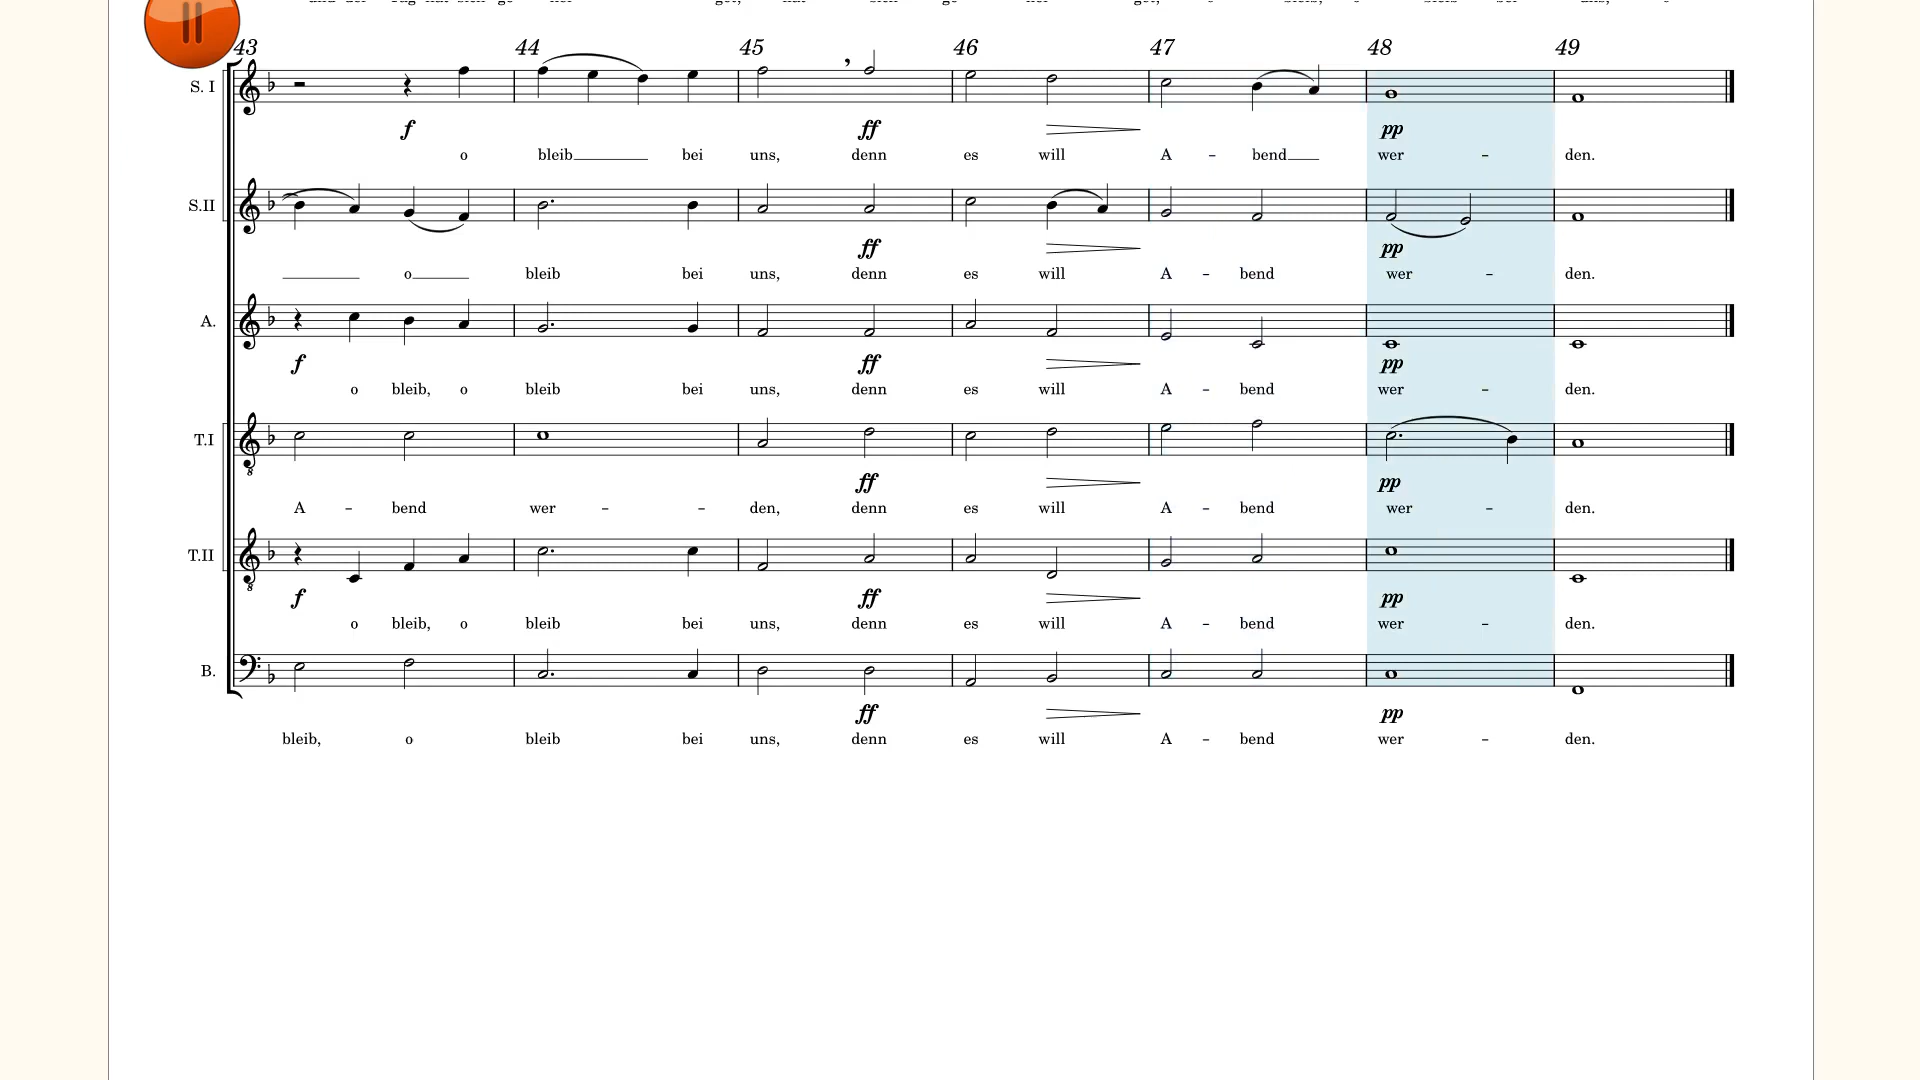 43 44 45 46 47 48 49
S. I
f ff pp
o bleib bei uns, denn es will A - bend wer - den.
S.II
ff pp
o bleib bei uns, denn es will A - bend wer - den.
A.
f ff pp
o bleib, o bleib bei uns, denn es will A - bend wer - den.
T.I
ff pp
A - bend wer - - den, denn es will A - bend wer - den.
T.II
f ff pp
o bleib, o bleib bei uns, denn es will A - bend wer - den.
B.
ff pp
bleib, o bleib bei uns, denn es will A - bend wer - den.